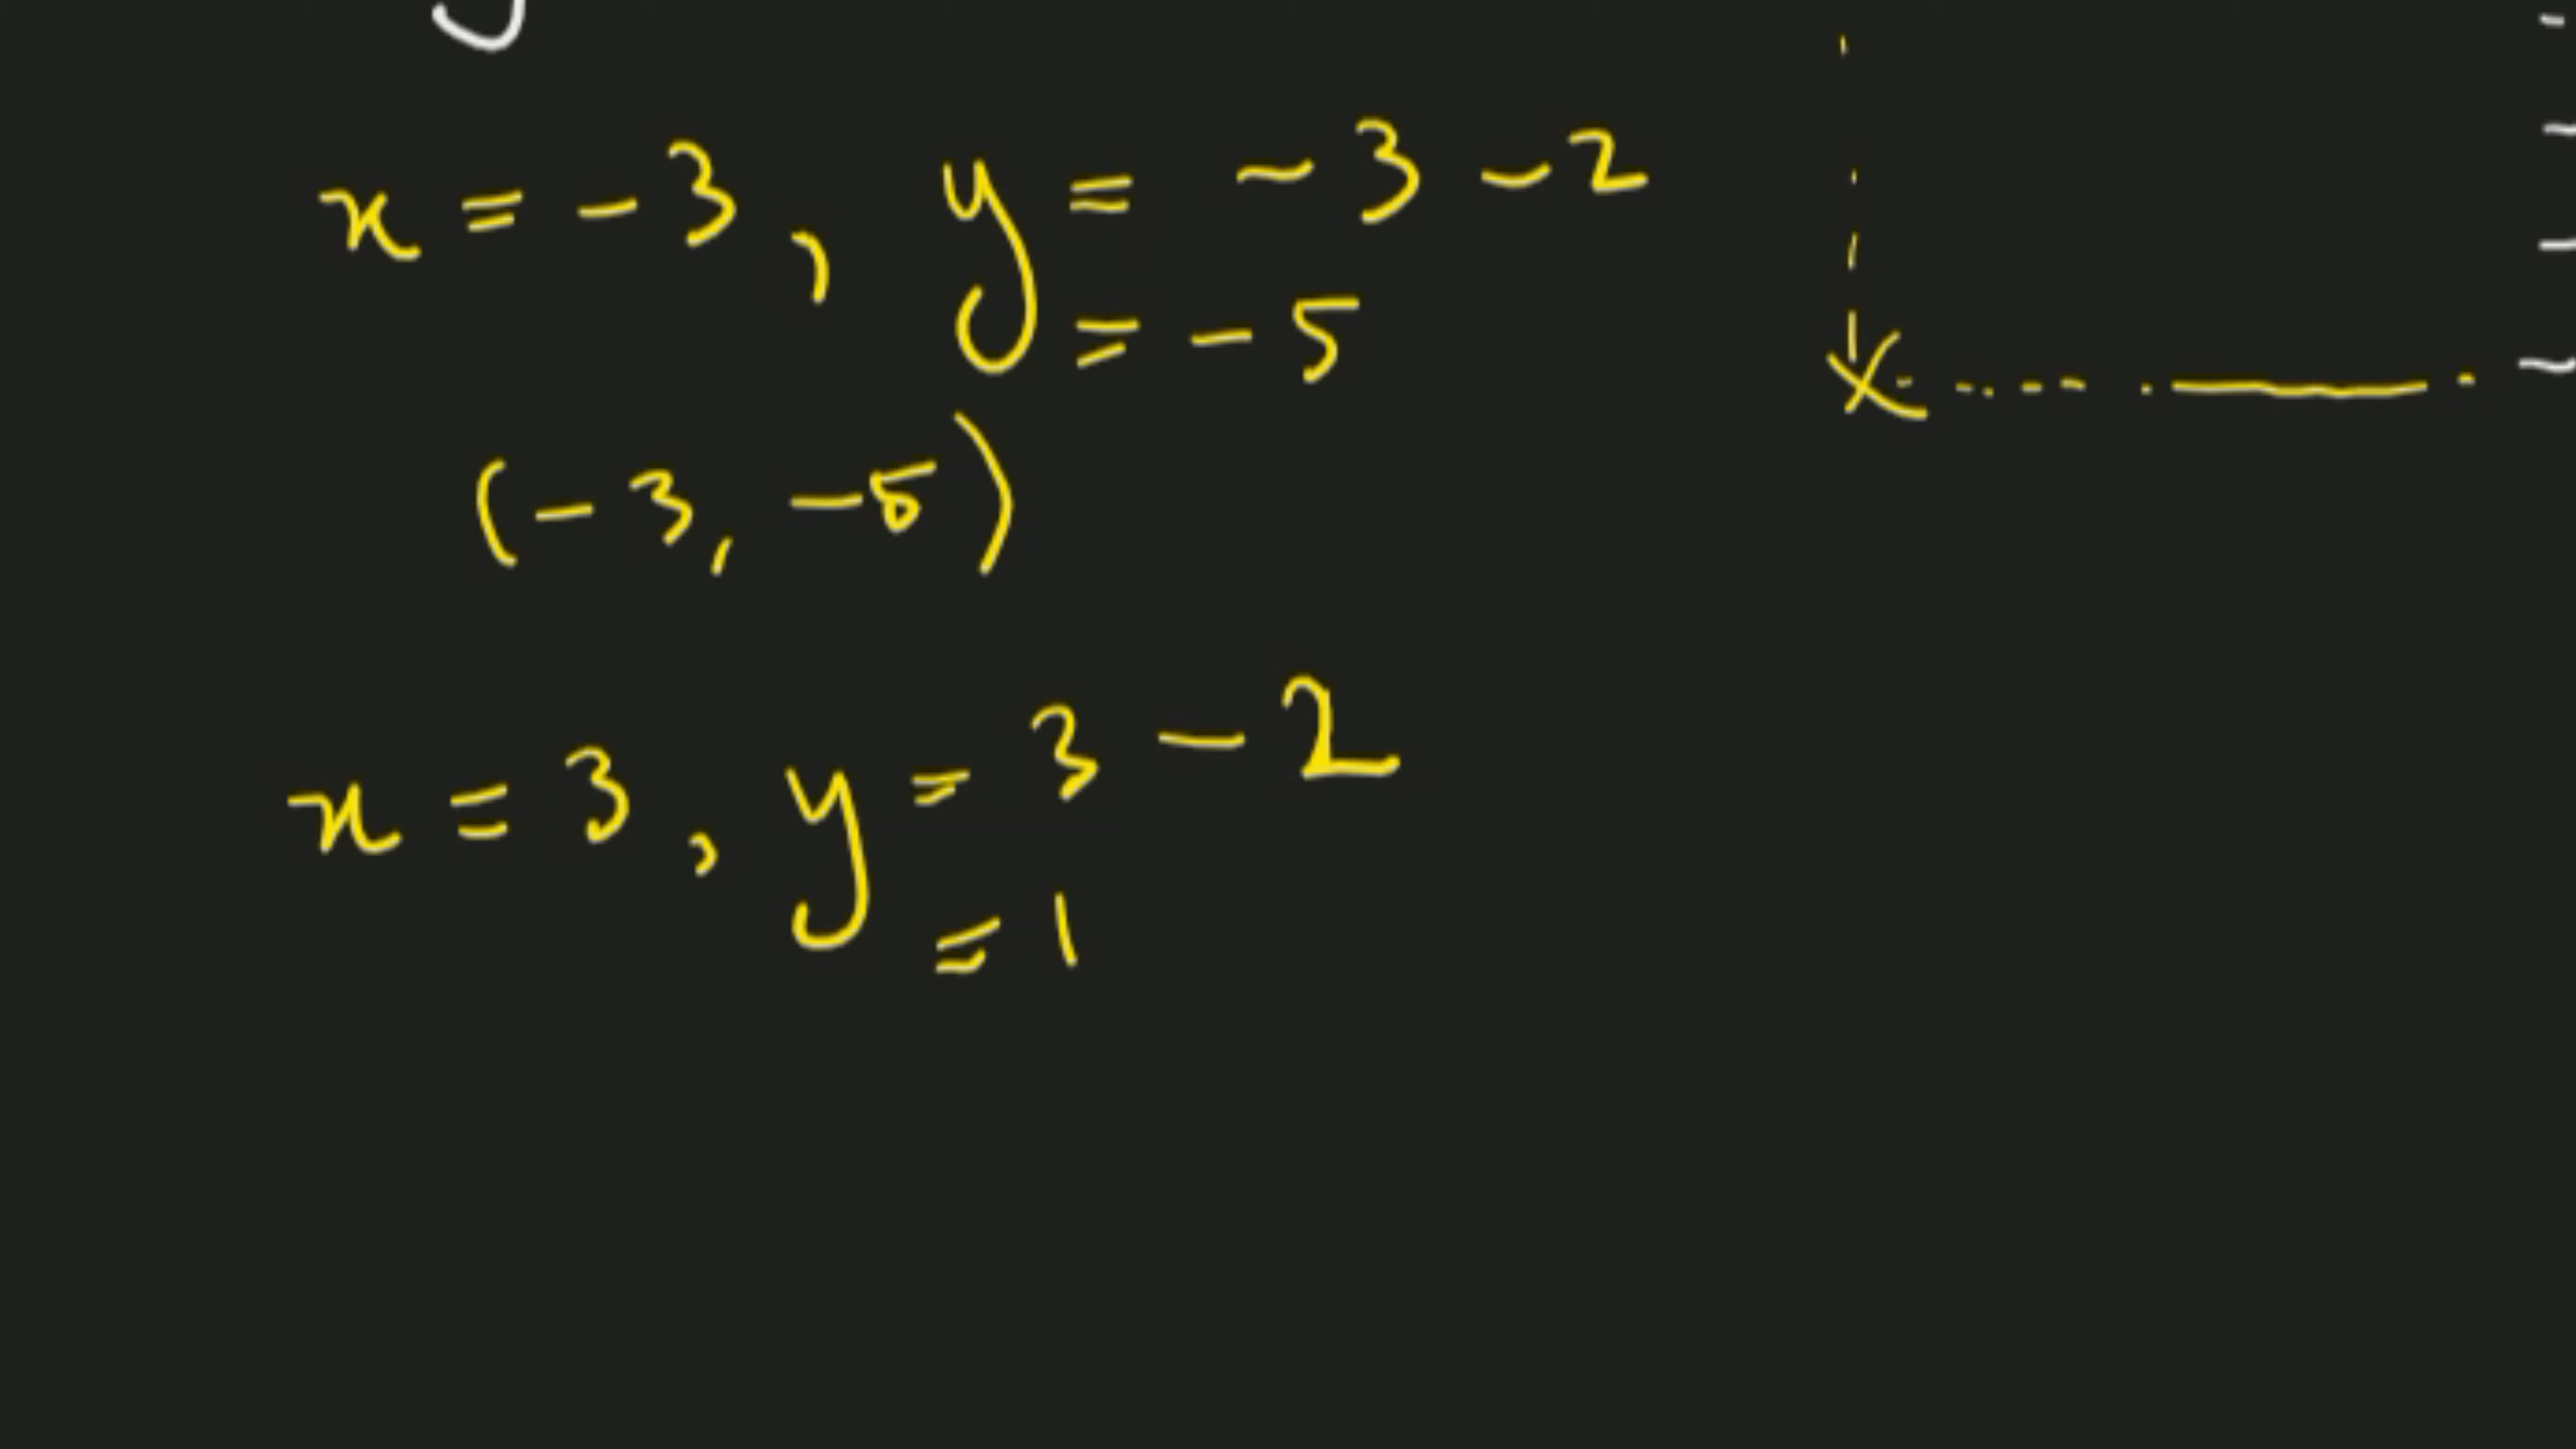 x = -3, y = -3 - 2
= -5
(-3, -5)
x = 3, y = 3 - 2
= 1